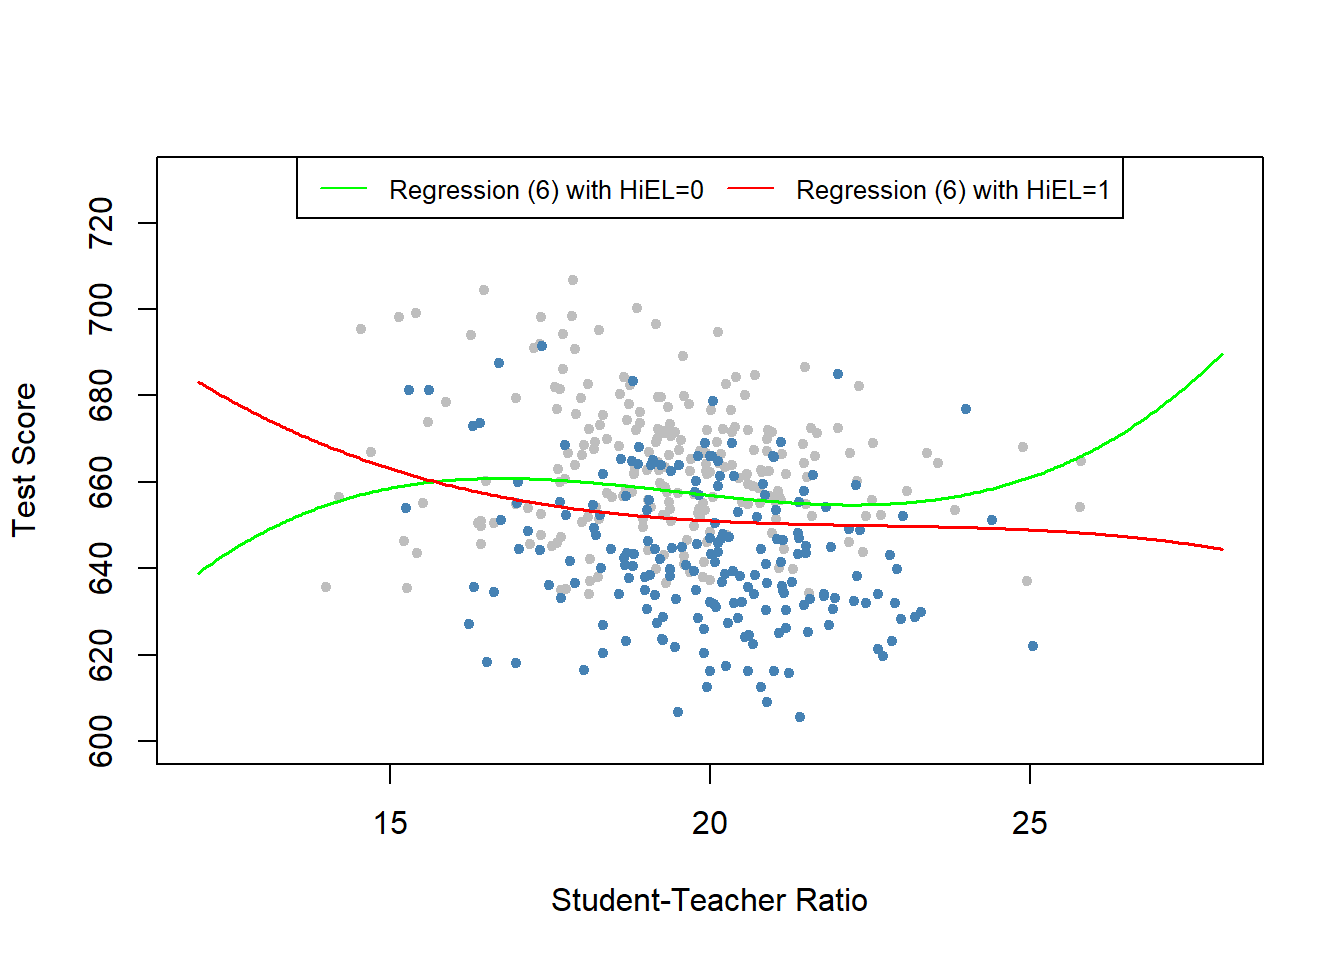 Regression (6) with HiEL=0 Regression (6) with HiEL=1
720
700
680
660
640
620
600
Test Score
15 20 25
Student-Teacher Ratio